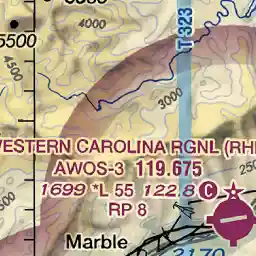 5500
4000
4500
T 323
3000
WESTERN CAROLINA RGNL (RH
AWOS-3 119.675
1699 *L 55 122.8 C
RP 8
Marble
2170